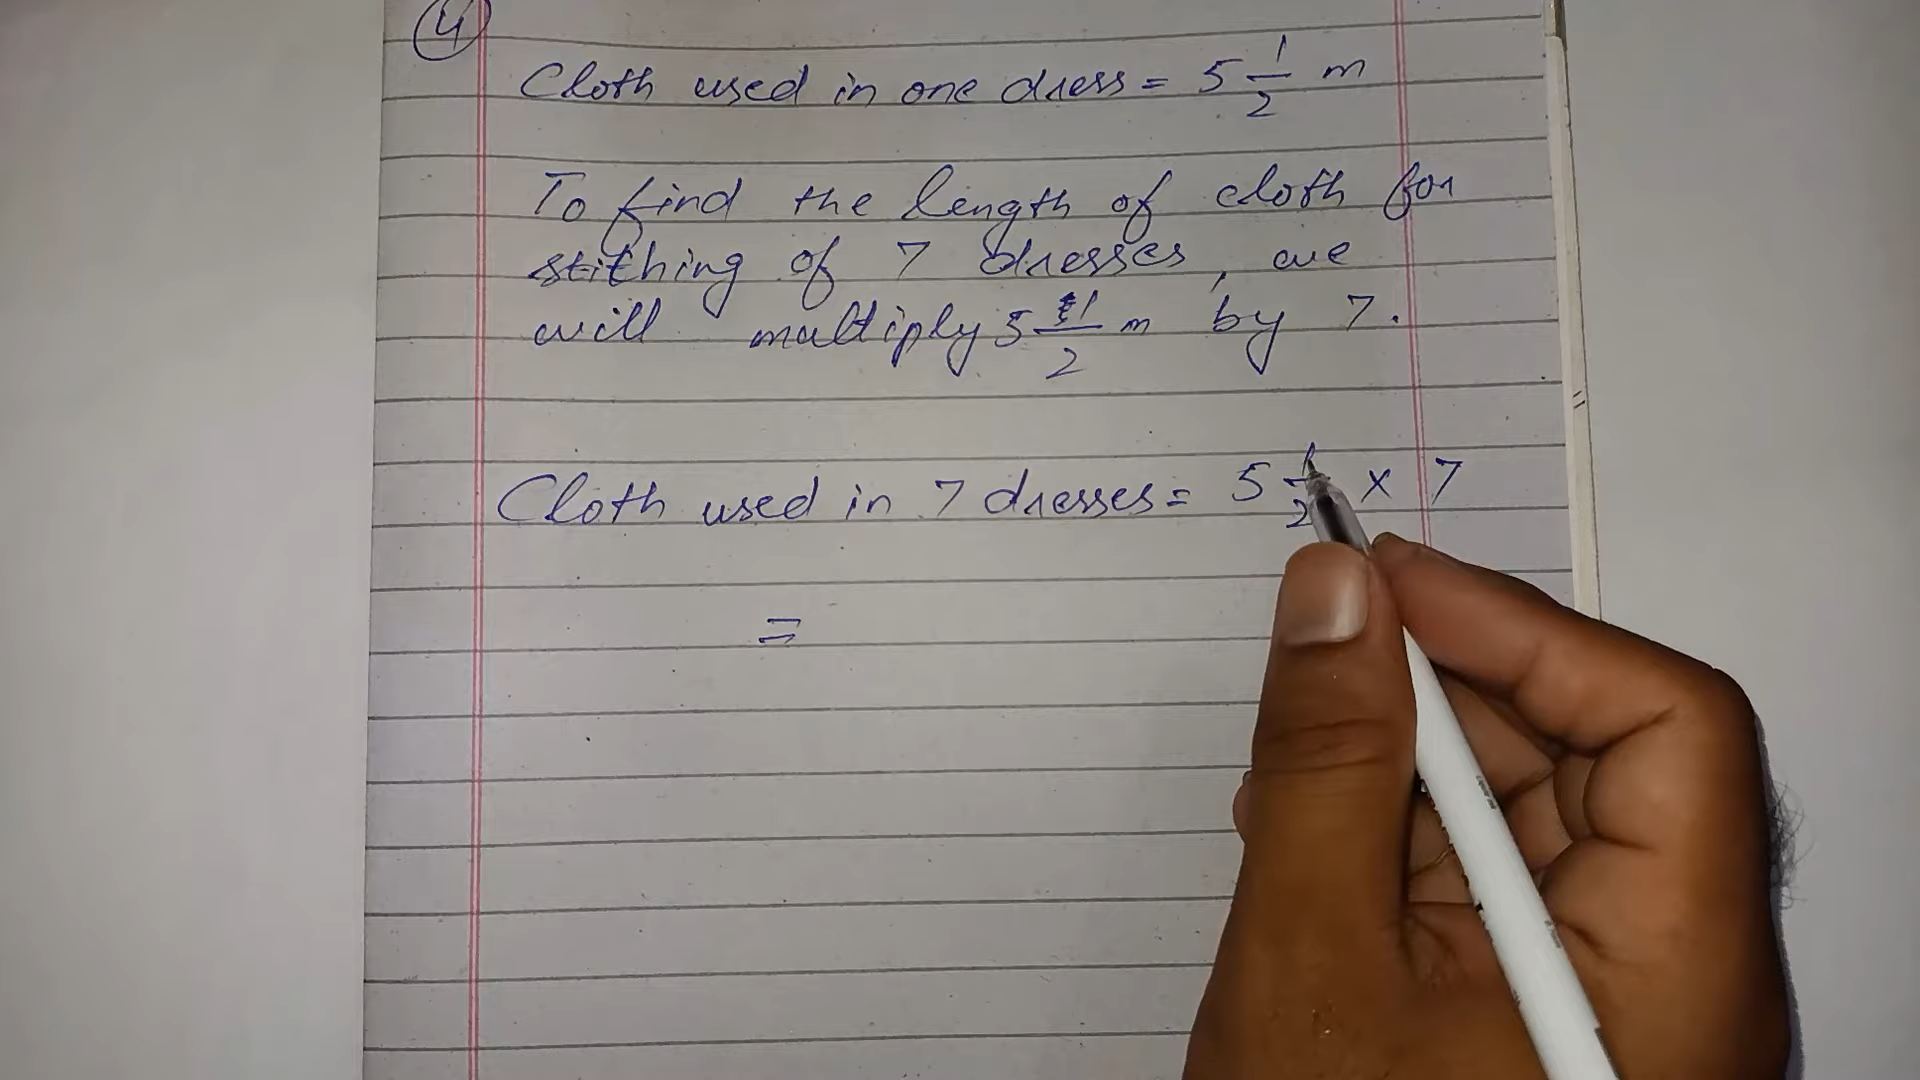 4
Cloth used in one dress = 5 1/2 m
To find the length of cloth for
stithing of 7 dresses, we
will multiply 5 1/2 m by 7.
Cloth used in 7 dresses = 5 1/2 x 7
=